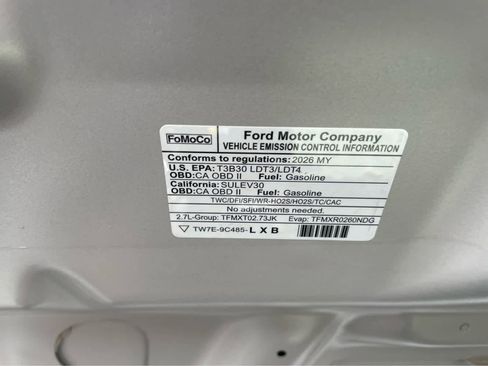 FoMoCo
Ford Motor Company
VEHICLE EMISSION CONTROL INFORMATION
Conforms to regulations:2026 MY
U.S. EPA: T3B30 LDT3/LDT4
OBD:CA OBD II Fuel: Gasoline
California: SULEV30
OBD:CA OBD II Fuel: Gasoline
TWC/DFI/SFI/WR-HO2S/HO2S/TC/CAC
No adjustments needed.
2.7L-Group: TFMXT02.73JK Evap: TFMXR0260NDG
TW7E-9C485-LXB